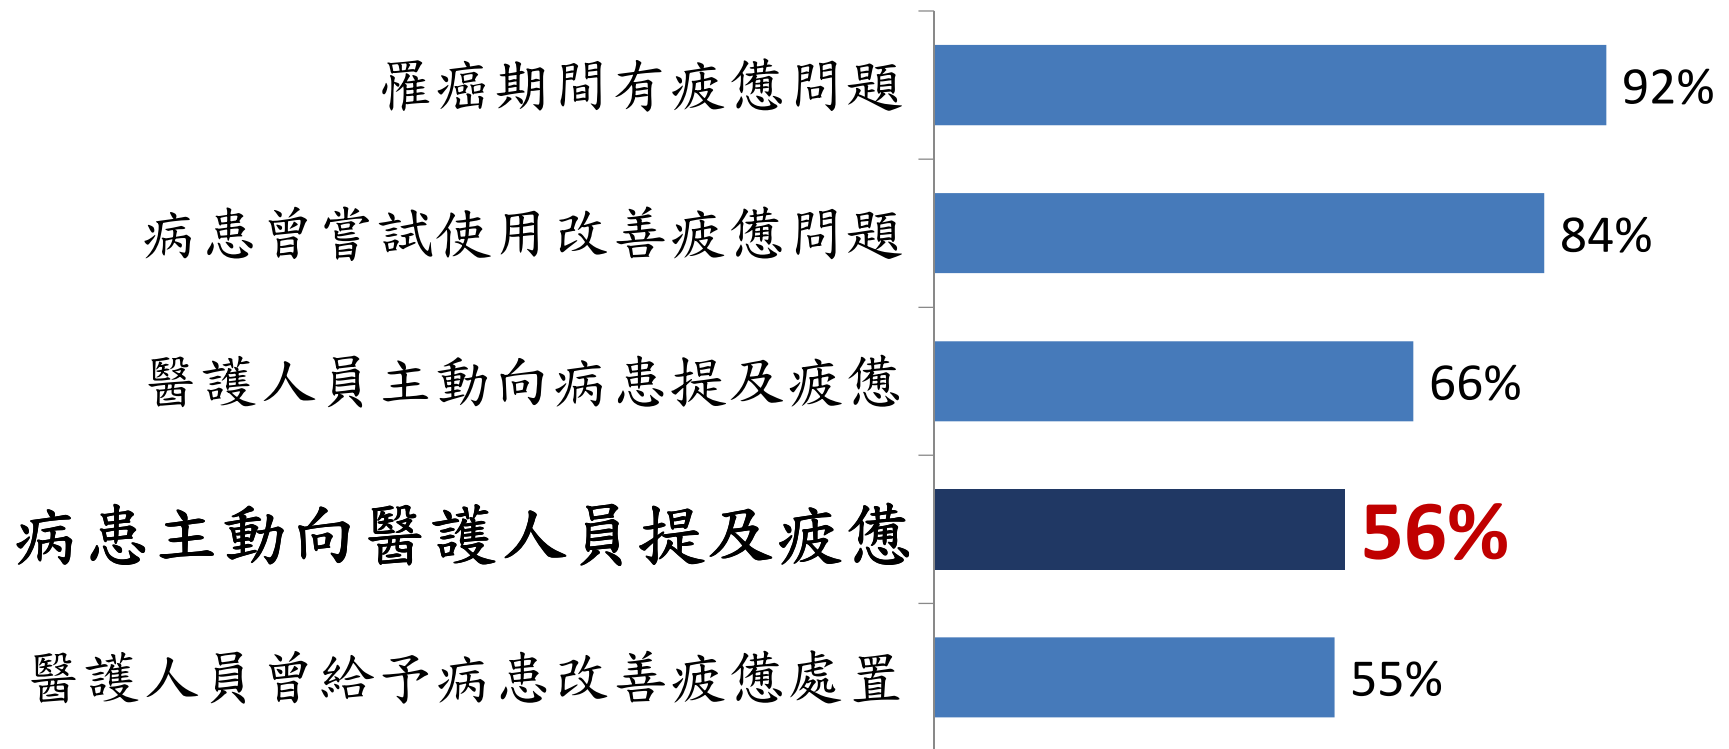 罹癌期間有疲憊問題 92%
病患曾嘗試使用改善疲憊問題 84%
醫護人員主動向病患提及疲憊 66%
病患主動向醫護人員提及疲憊 56%
醫護人員曾給予病患改善疲憊處置 55%